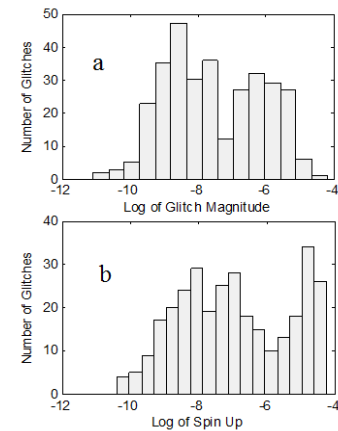 50
40
30
20
10
0
Number of Glitches
a
-12 -10 -8 -6 -4
Log of Glitch Magnitude
40
30
20
10
0
Number of Glitches
b
-12 -10 -8 -6 -4
Log of Spin Up